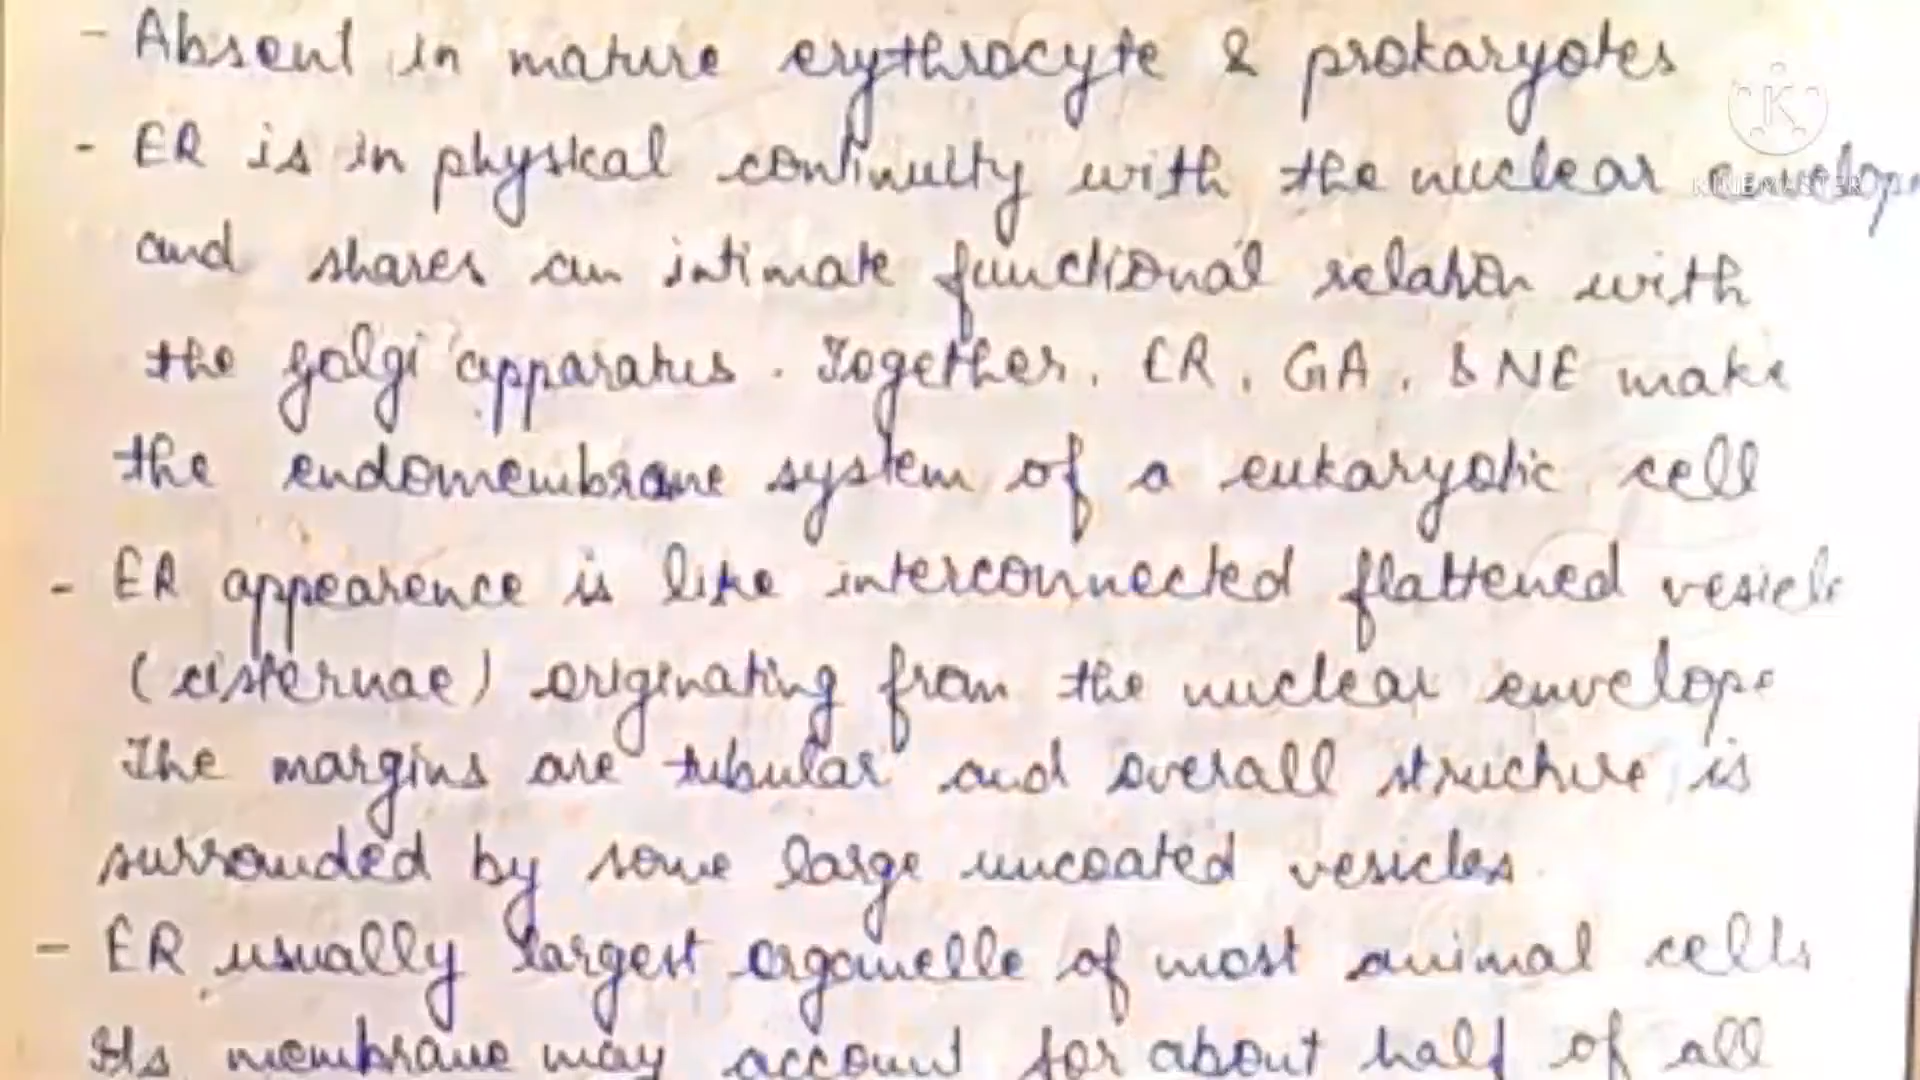 - Absent in mature erythrocyte & prokaryotes
- ER is in physical continuity with the nuclear envelope
and shares an intimate functional relation with
the golgi apparatus. Together, ER, GA, & NE make
the endomembrane system of a eukaryotic cell
- ER appearence is like interconnected flattened vesicle
(cisternae) originating from the nuclear envelope
The margins are tubular and overall structure is
surrouded by some large uncoated vesicles.
- ER usually largest organelle of most animal cells
Its membrane may account for about half of all
K
KINEMASTER